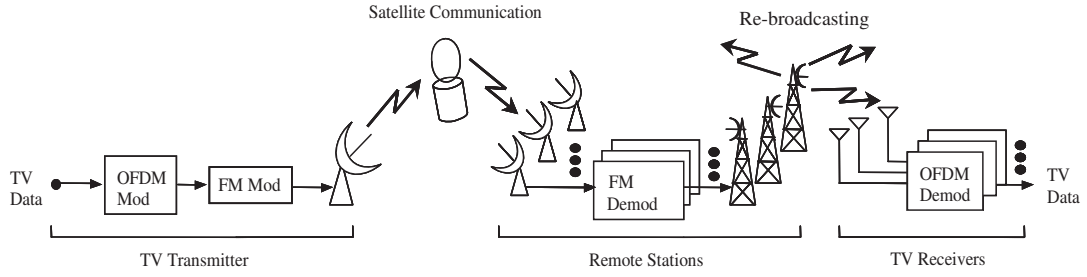 Satellite Communication
Re-broadcasting
TV
Data
OFDM
Mod
FM Mod
FM
Demod
OFDM
Demod
TV
Data
TV Transmitter
Remote Stations
TV Receivers